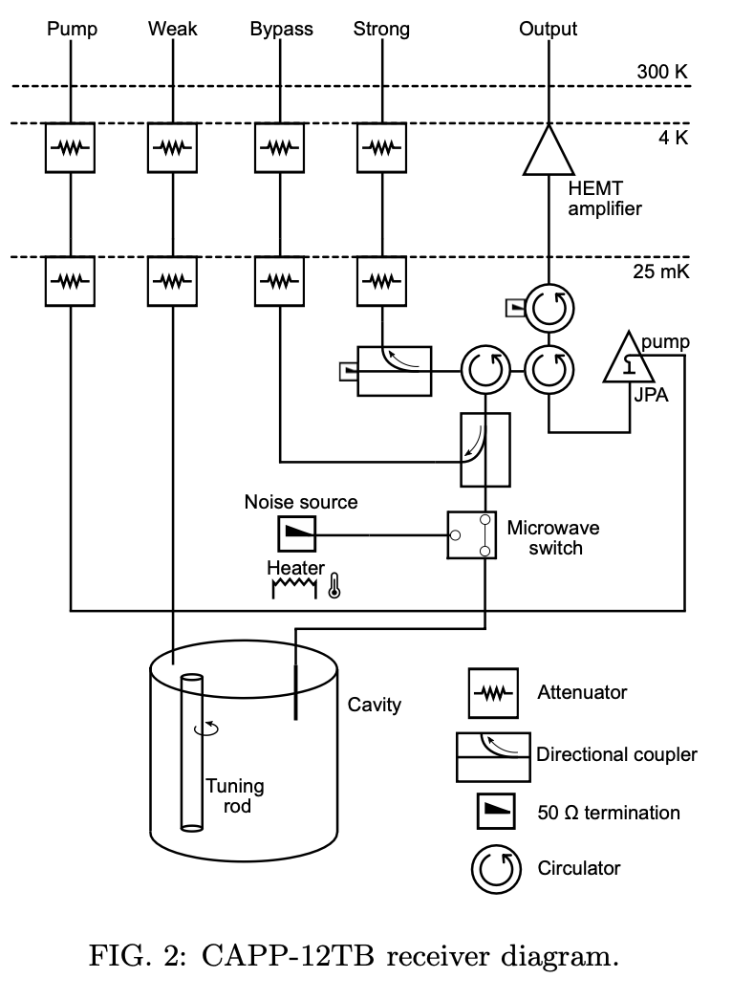 Pump
Weak
Bypass
Strong
Output
300 K
4 K
HEMT
amplifier
25 mK
pump
JPA
Noise source
Microwave
switch
Heater
Cavity
Tuning
rod
Attenuator
Directional coupler
50 Ω termination
Circulator
FIG. 2: CAPP-12TB receiver diagram.